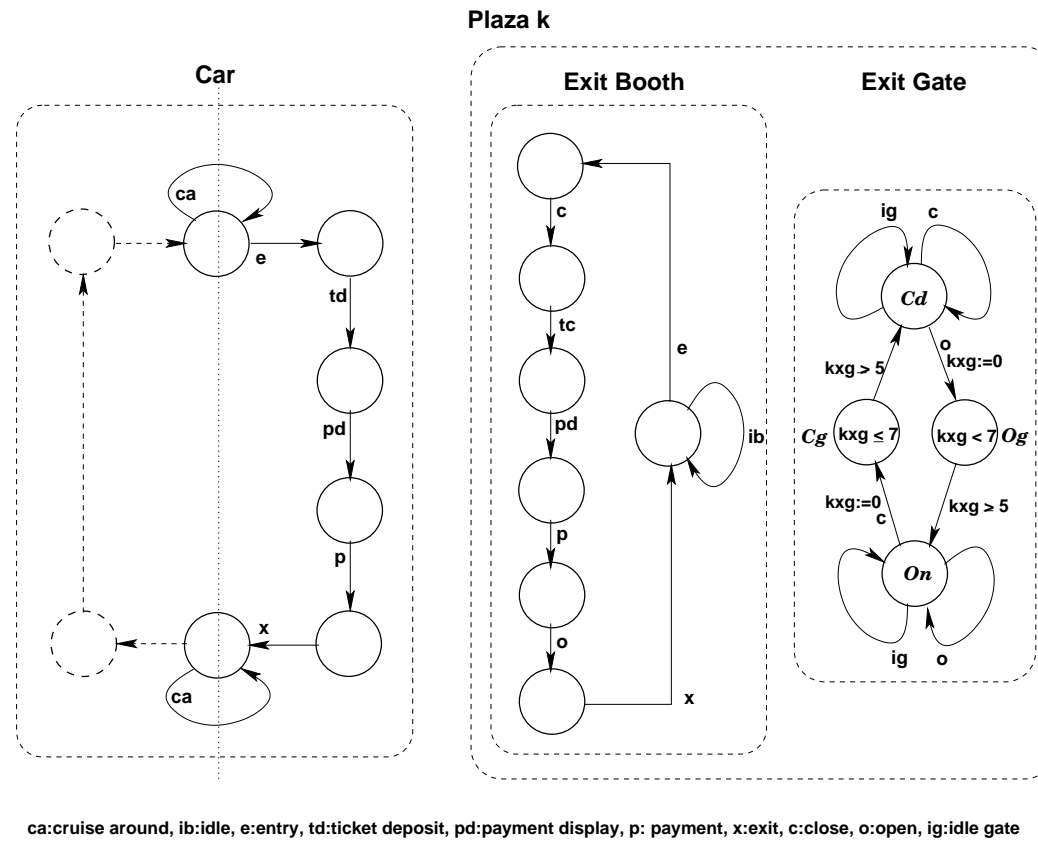 Plaza k
Car
Exit Booth
Exit Gate
ca
e
td
pd
p
x
ca
c
tc
pd
p
o
x
e
ib
ig
c
Cd
o
kxg:=0
kxg > 5
Cg
kxg ≤ 7
kxg < 7
Og
kxg:=0
c
kxg ≥ 5
On
ig
o
ca:cruise around, ib:idle, e:entry, td:ticket deposit, pd:payment display, p: payment, x:exit, c:close, o:open, ig:idle gate